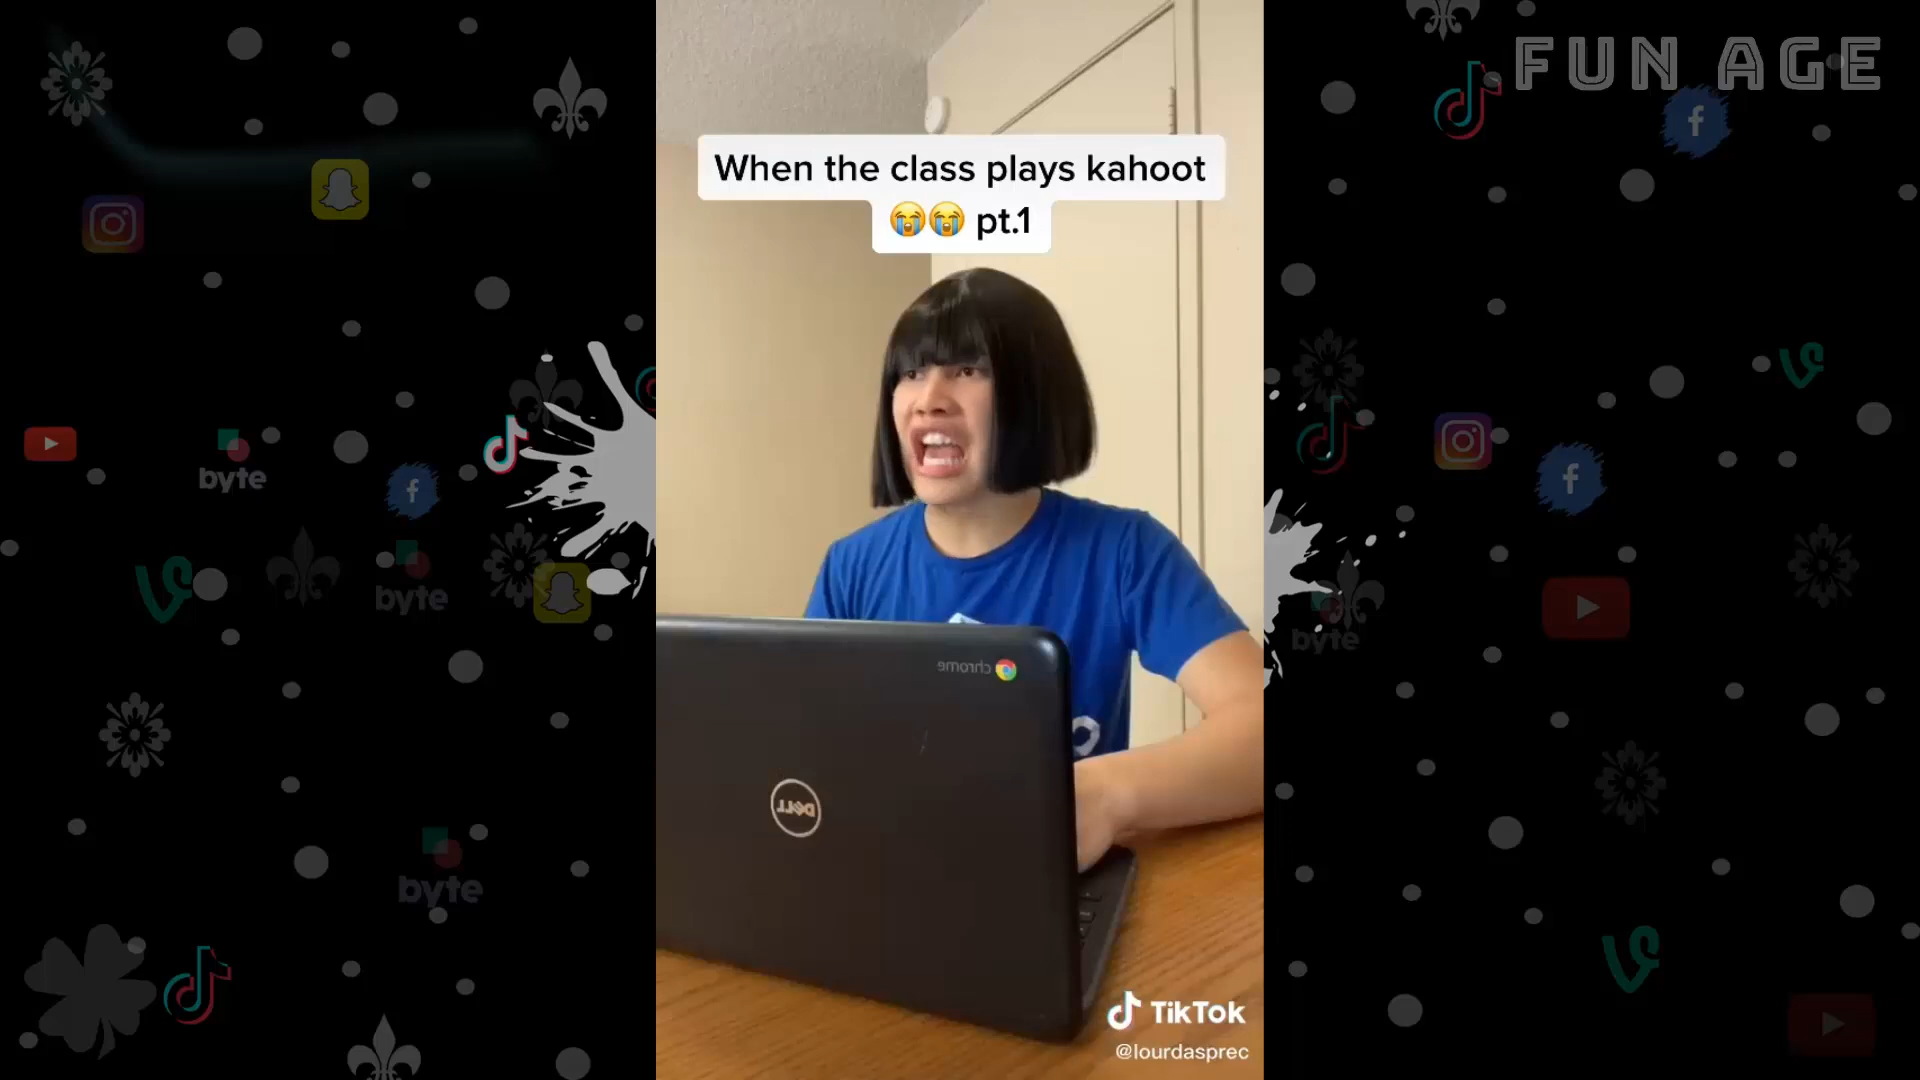 FUN AGE
When the class plays kahoot
😭😭 pt.1
chrome
DELL
byte
byte
byte
byte
TikTok
@lourdasprec